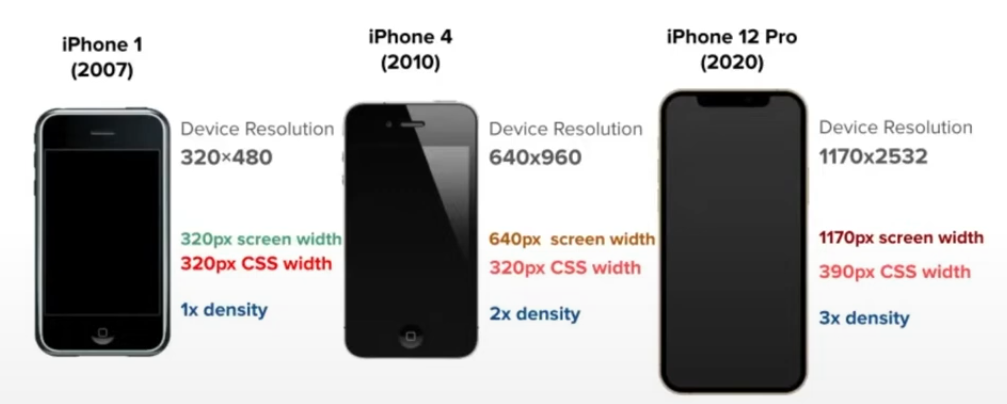 iPhone 1
(2007)
Device Resolution
320×480
320px screen width
320px CSS width
1x density
iPhone 4
(2010)
Device Resolution
640x960
640px screen width
320px CSS width
2x density
iPhone 12 Pro
(2020)
Device Resolution
1170x2532
1170px screen width
390px CSS width
3x density